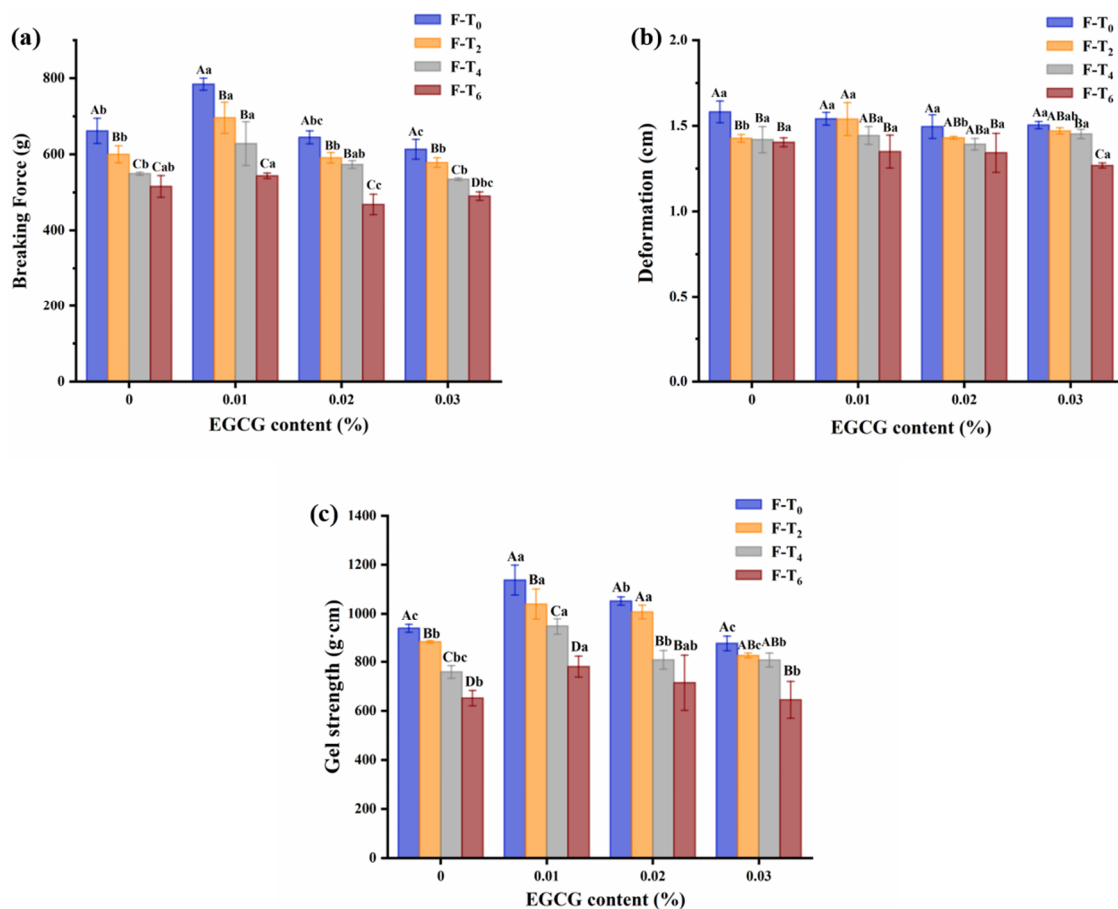 (a)
F-T₀
F-T₂
F-T₄
F-T₆
Breaking Force (g)
800
600
400
200
0
Ab Bb Cb Cab
Aa Ba Ba Ca
Abc Bb Bab Cc
Ac Bb Cb Dbc
0 0.01 0.02 0.03
EGCG content (%)
(b)
F-T₀
F-T₂
F-T₄
F-T₆
Deformation (cm)
2.0
1.5
1.0
0.5
0.0
Aa Bb Ba Ba
Aa Aa ABa Ba
Aa ABb ABa Ba
Aa ABab Ba Ca
0 0.01 0.02 0.03
EGCG content (%)
(c)
F-T₀
F-T₂
F-T₄
F-T₆
Gel strength (g·cm)
1400
1200
1000
800
600
400
200
0
Ac Bb Cbc Db
Aa Ba Ca Da
Ab Aa Bb Bab
Ac ABc ABb Bb
0 0.01 0.02 0.03
EGCG content (%)